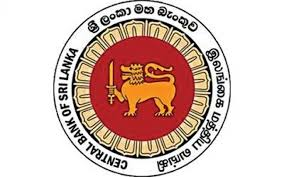 ශ්‍රී ලංකා මහ බැංකුව
இலங்கை மத்திய வங்கி
CENTRAL BANK OF SRI LANKA